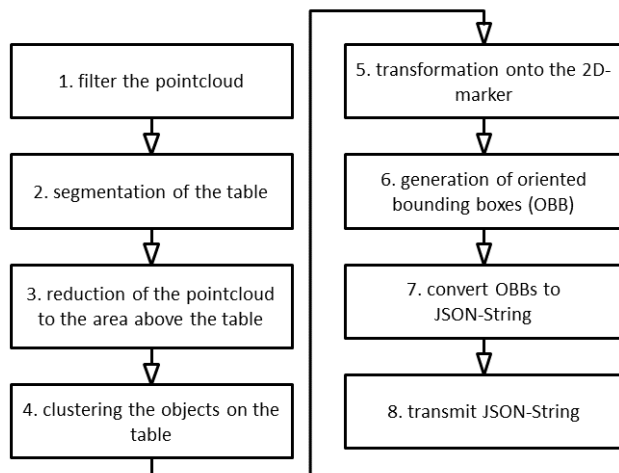 1. filter the pointcloud
2. segmentation of the table
3. reduction of the pointcloud
to the area above the table
4. clustering the objects on the
table
5. transformation onto the 2D-
marker
6. generation of oriented
bounding boxes (OBB)
7. convert OBBs to
JSON-String
8. transmit JSON-String